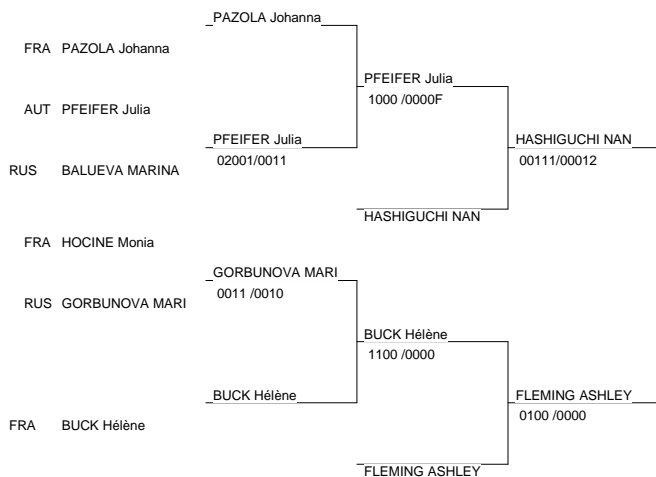 PAZOLA Johanna
FRA PAZOLA Johanna
PFEIFER Julia
1000 /0000F
AUT PFEIFER Julia
PFEIFER Julia
02001/0011
HASHIGUCHI NAN
00111/00012
RUS BALUEVA MARINA
HASHIGUCHI NAN
FRA HOCINE Monia
GORBUNOVA MARI
0011 /0010
RUS GORBUNOVA MARI
BUCK Hélène
1100 /0000
BUCK Hélène
FLEMING ASHLEY
0100 /0000
FRA BUCK Hélène
FLEMING ASHLEY